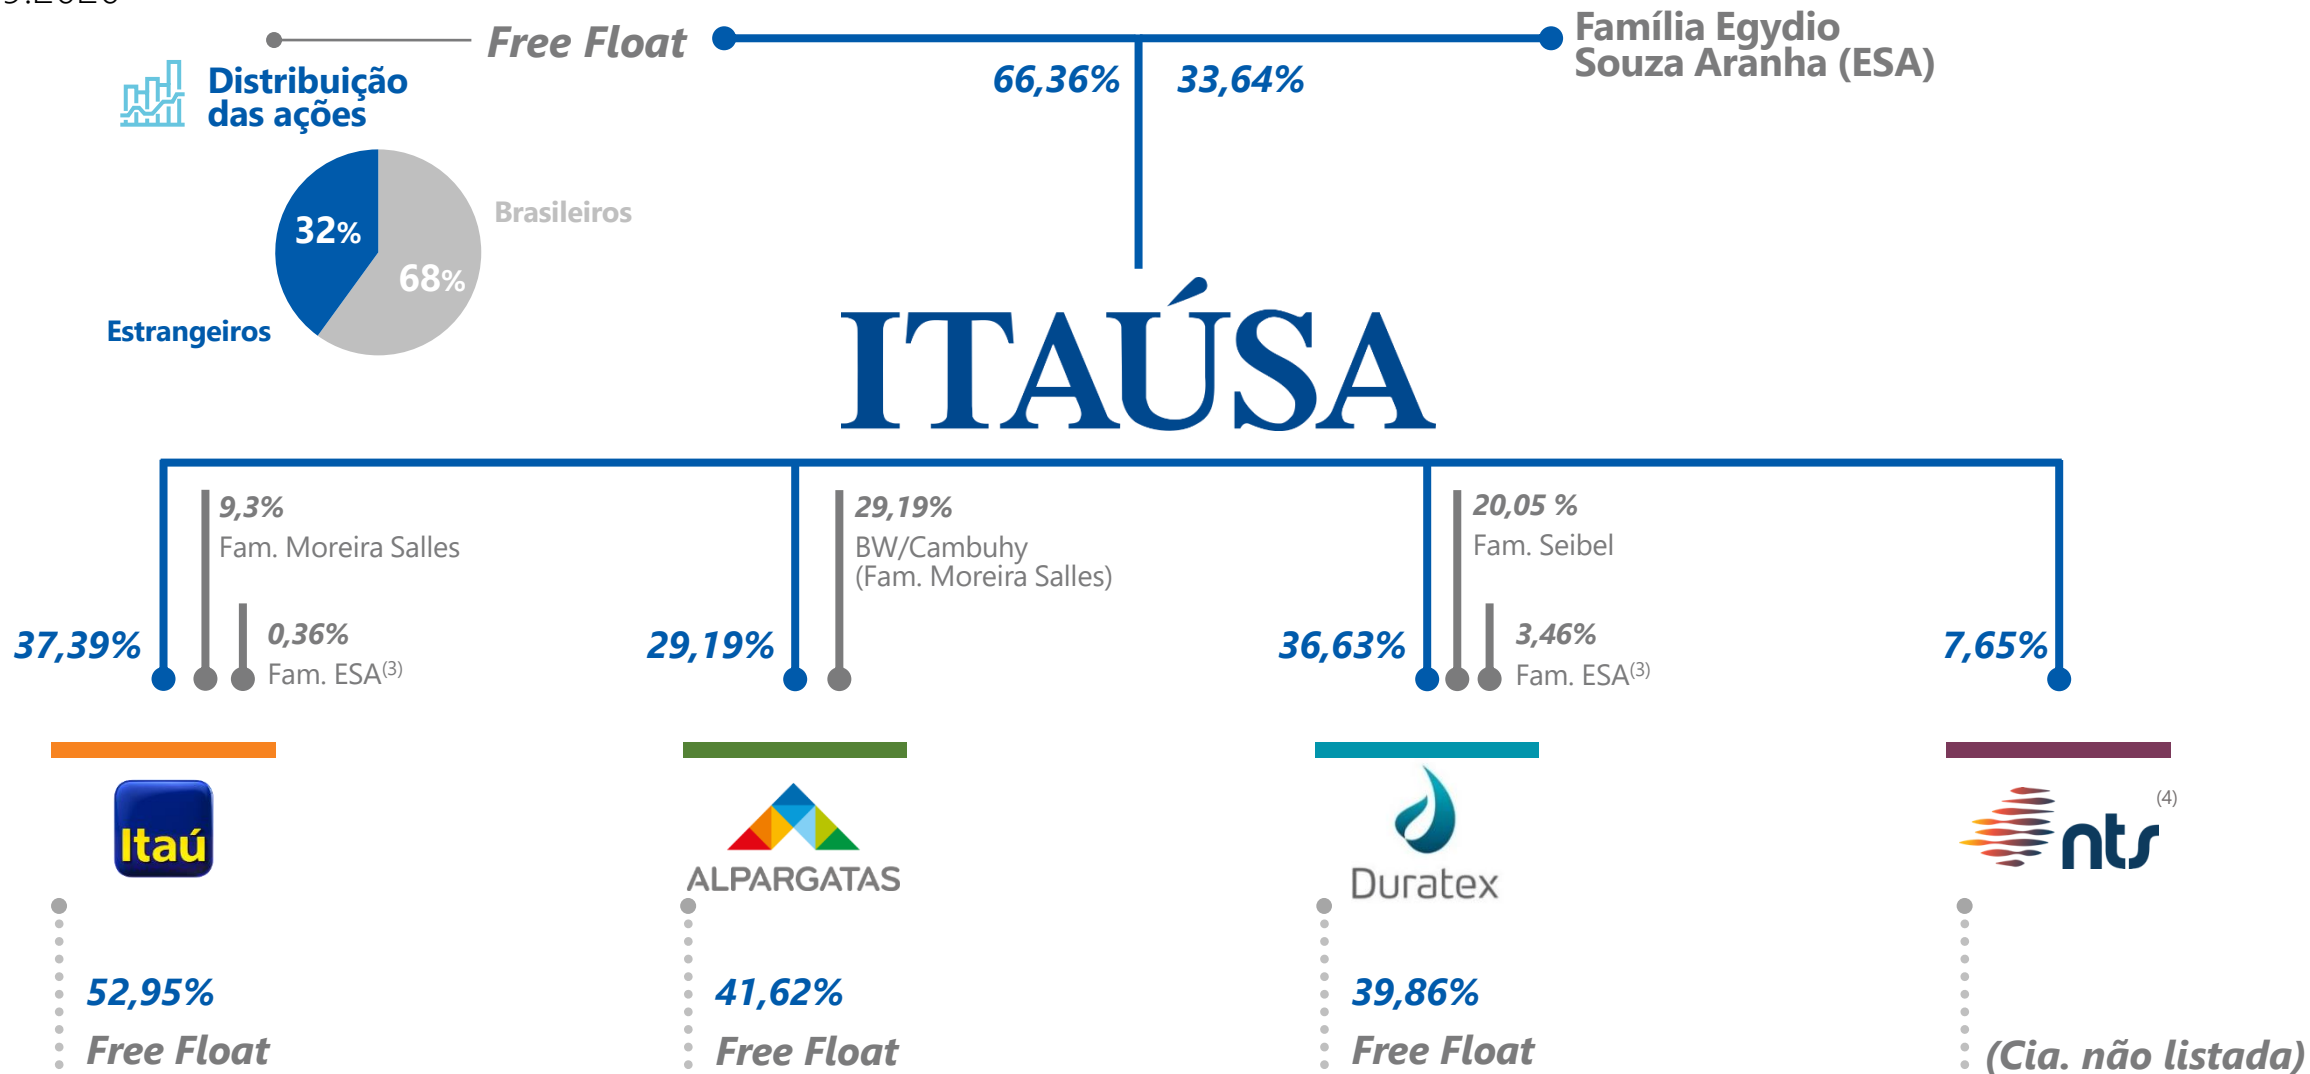 Free Float
Família Egydio
Souza Aranha (ESA)
66,36%
33,64%
Distribuição
das ações
Brasileiros
32%
68%
Estrangeiros
ITAÚSA
9,3%
Fam. Moreira Salles
0,36%
Fam. ESA(3)
37,39%
29,19%
BW/Cambuhy
(Fam. Moreira Salles)
29,19%
20,05 %
Fam. Seibel
3,46%
Fam. ESA(3)
36,63%
7,65%
Itaú
ALPARGATAS
Duratex
nts
(4)
52,95%
Free Float
41,62%
Free Float
39,86%
Free Float
(Cia. não listada)